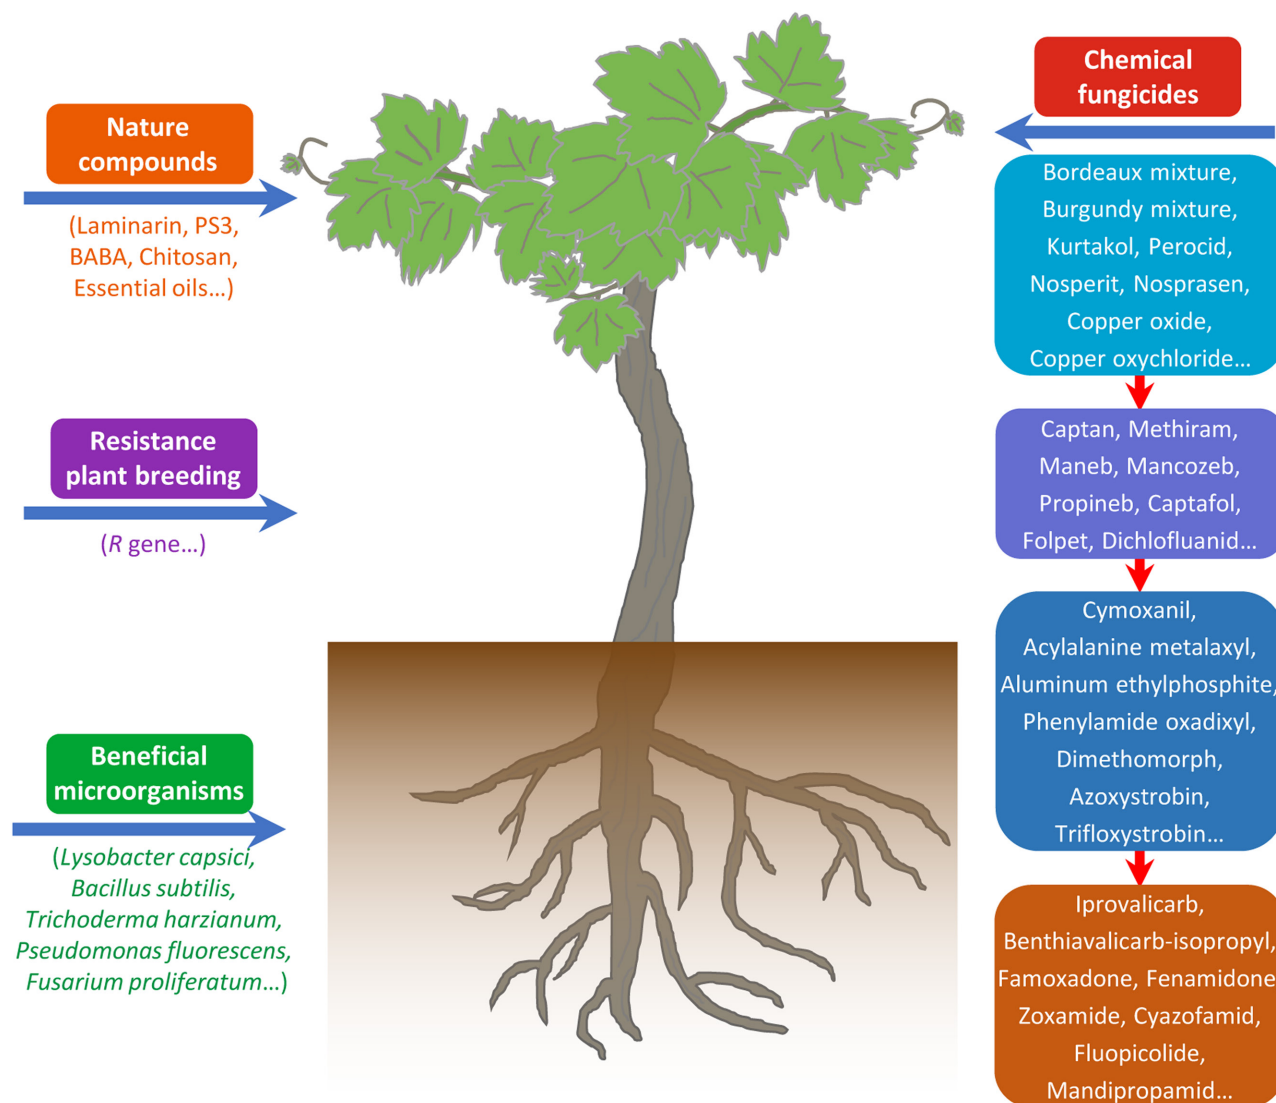 Nature
compounds
(Laminarin, PS3,
BABA, Chitosan,
Essential oils…)
Resistance
plant breeding
(R gene…)
Beneficial
microorganisms
(Lysobacter capsici,
Bacillus subtilis,
Trichoderma harzianum,
Pseudomonas fluorescens,
Fusarium proliferatum…)
Chemical
fungicides
Bordeaux mixture,
Burgundy mixture,
Kurtakol, Perocid,
Nosperit, Nosprasen,
Copper oxide,
Copper oxychloride…
Captan, Methiram,
Maneb, Mancozeb,
Propineb, Captafol,
Folpet, Dichlofluanid…
Cymoxanil,
Acylalanine metalaxyl,
Aluminum ethylphosphite,
Phenylamide oxadixyl,
Dimethomorph,
Azoxystrobin,
Trifloxystrobin…
Iprovalicarb,
Benthiavalicarb-isopropyl,
Famoxadone, Fenamidone
Zoxamide, Cyazofamid,
Fluopicolide,
Mandipropamid…